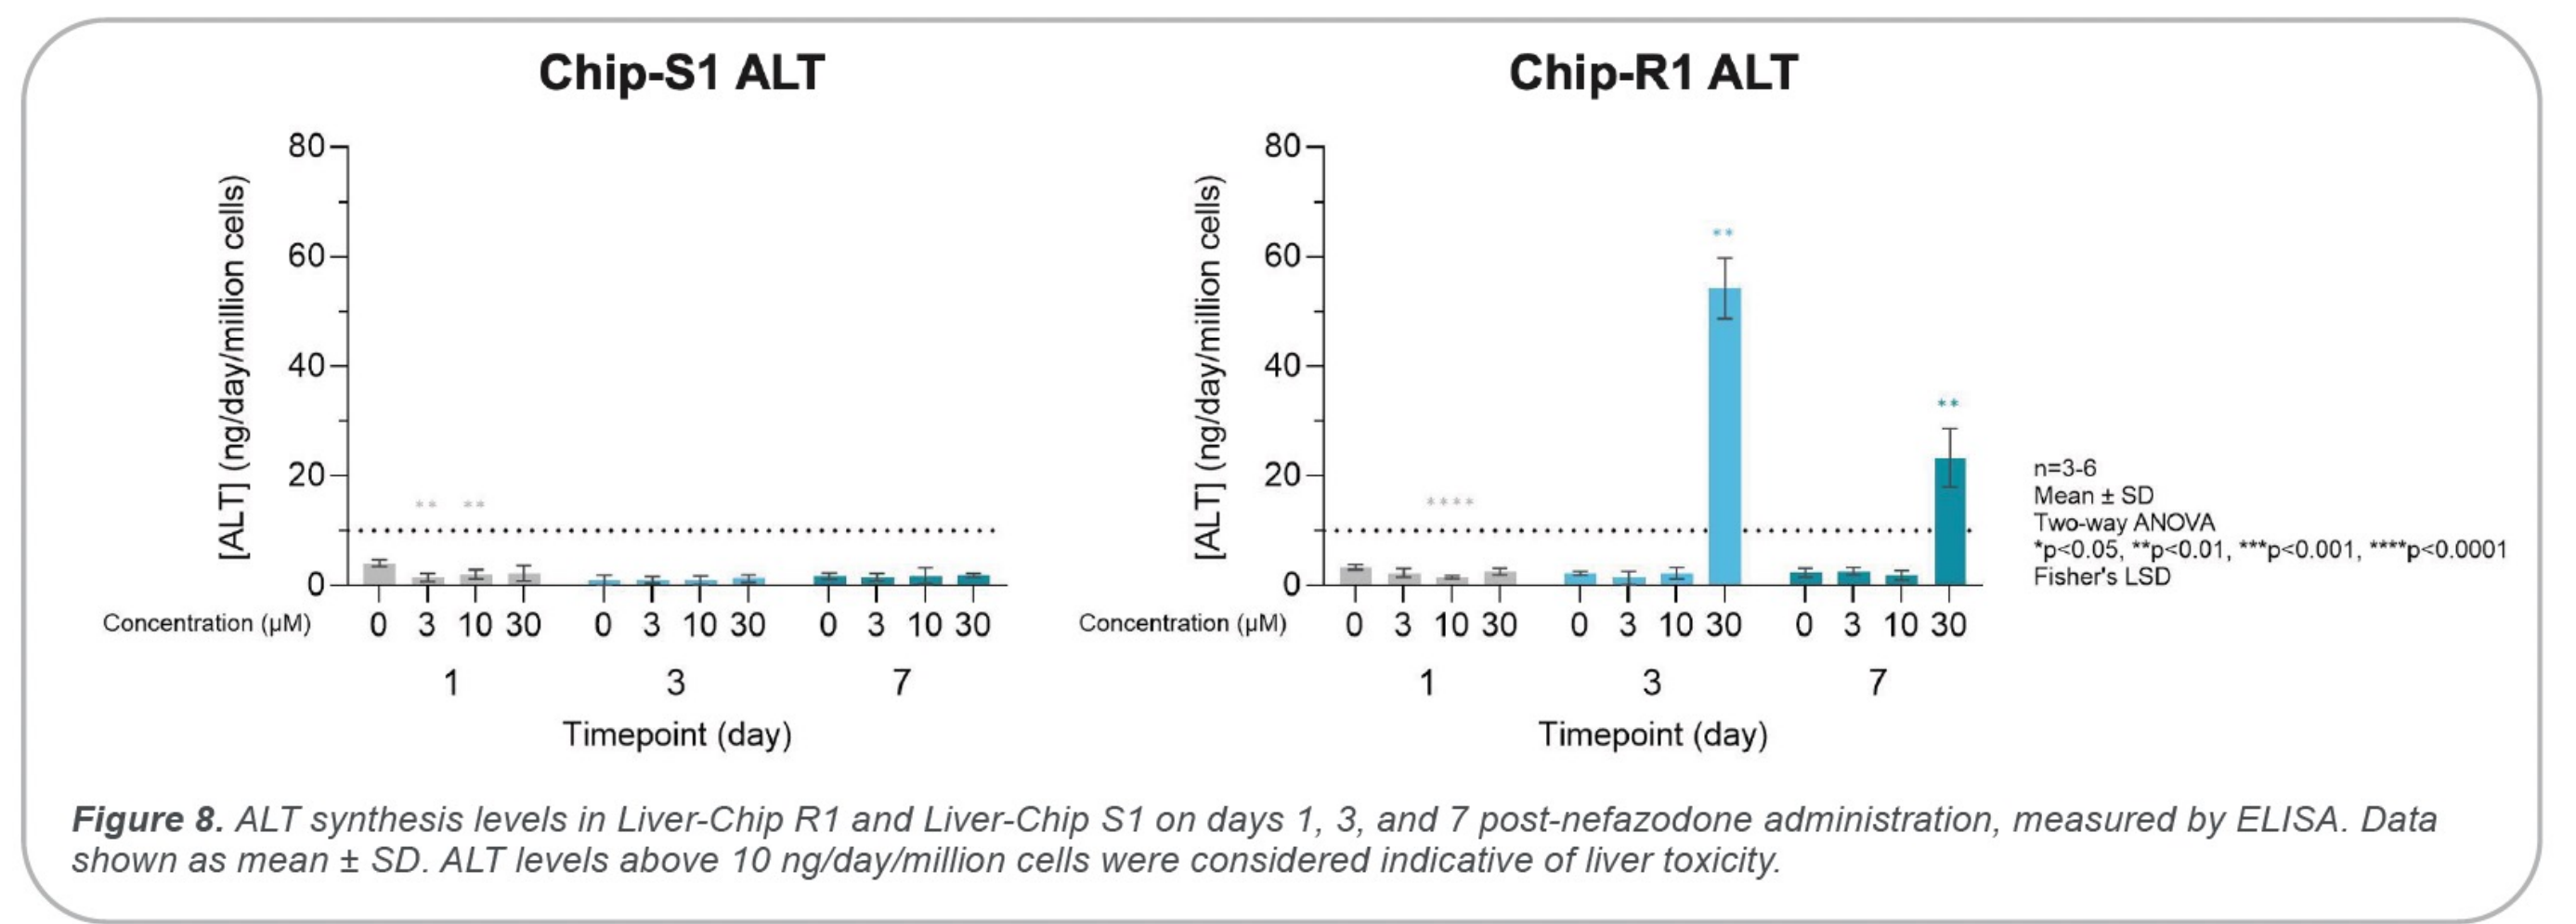 Chip-S1 ALT
80
60
40
20
0
[ALT] (ng/day/million cells)
** **
Concentration (µM)
0 3 10 30 0 3 10 30 0 3 10 30
1 3 7
Timepoint (day)
Chip-R1 ALT
80
60
40
20
0
[ALT] (ng/day/million cells)
****
**
**
Concentration (µM)
0 3 10 30 0 3 10 30 0 3 10 30
1 3 7
Timepoint (day)
n=3-6
Mean ± SD
Two-way ANOVA
*p<0.05, **p<0.01, ***p<0.001, ****p<0.0001
Fisher's LSD
Figure 8. ALT synthesis levels in Liver-Chip R1 and Liver-Chip S1 on days 1, 3, and 7 post-nefazodone administration, measured by ELISA. Data
shown as mean ± SD. ALT levels above 10 ng/day/million cells were considered indicative of liver toxicity.